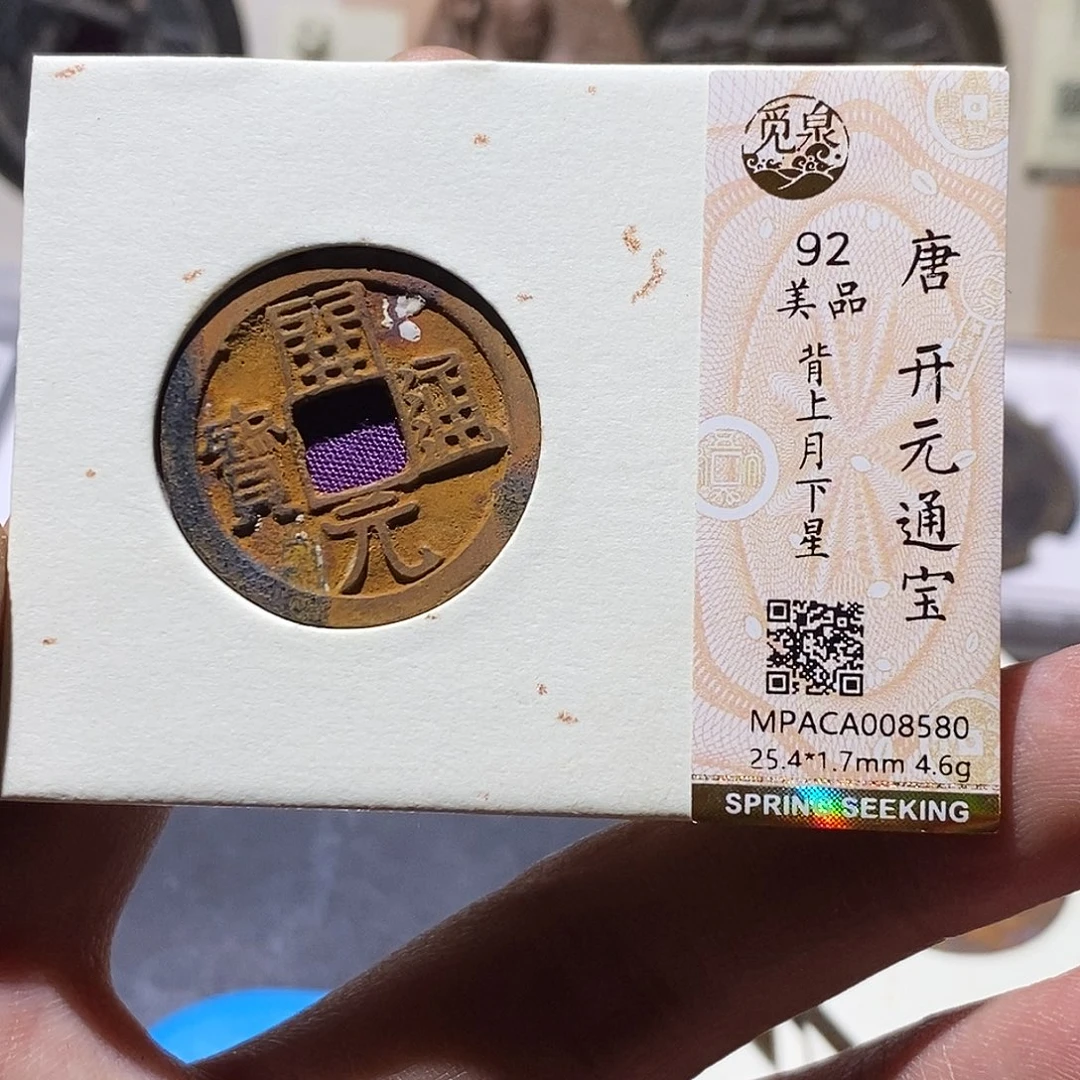 開元通寶
觅泉
唐 开元通宝
92
美品
背上月下星
MPACA008580
25.4*1.7mm 4.6g
SPRING SEEKING